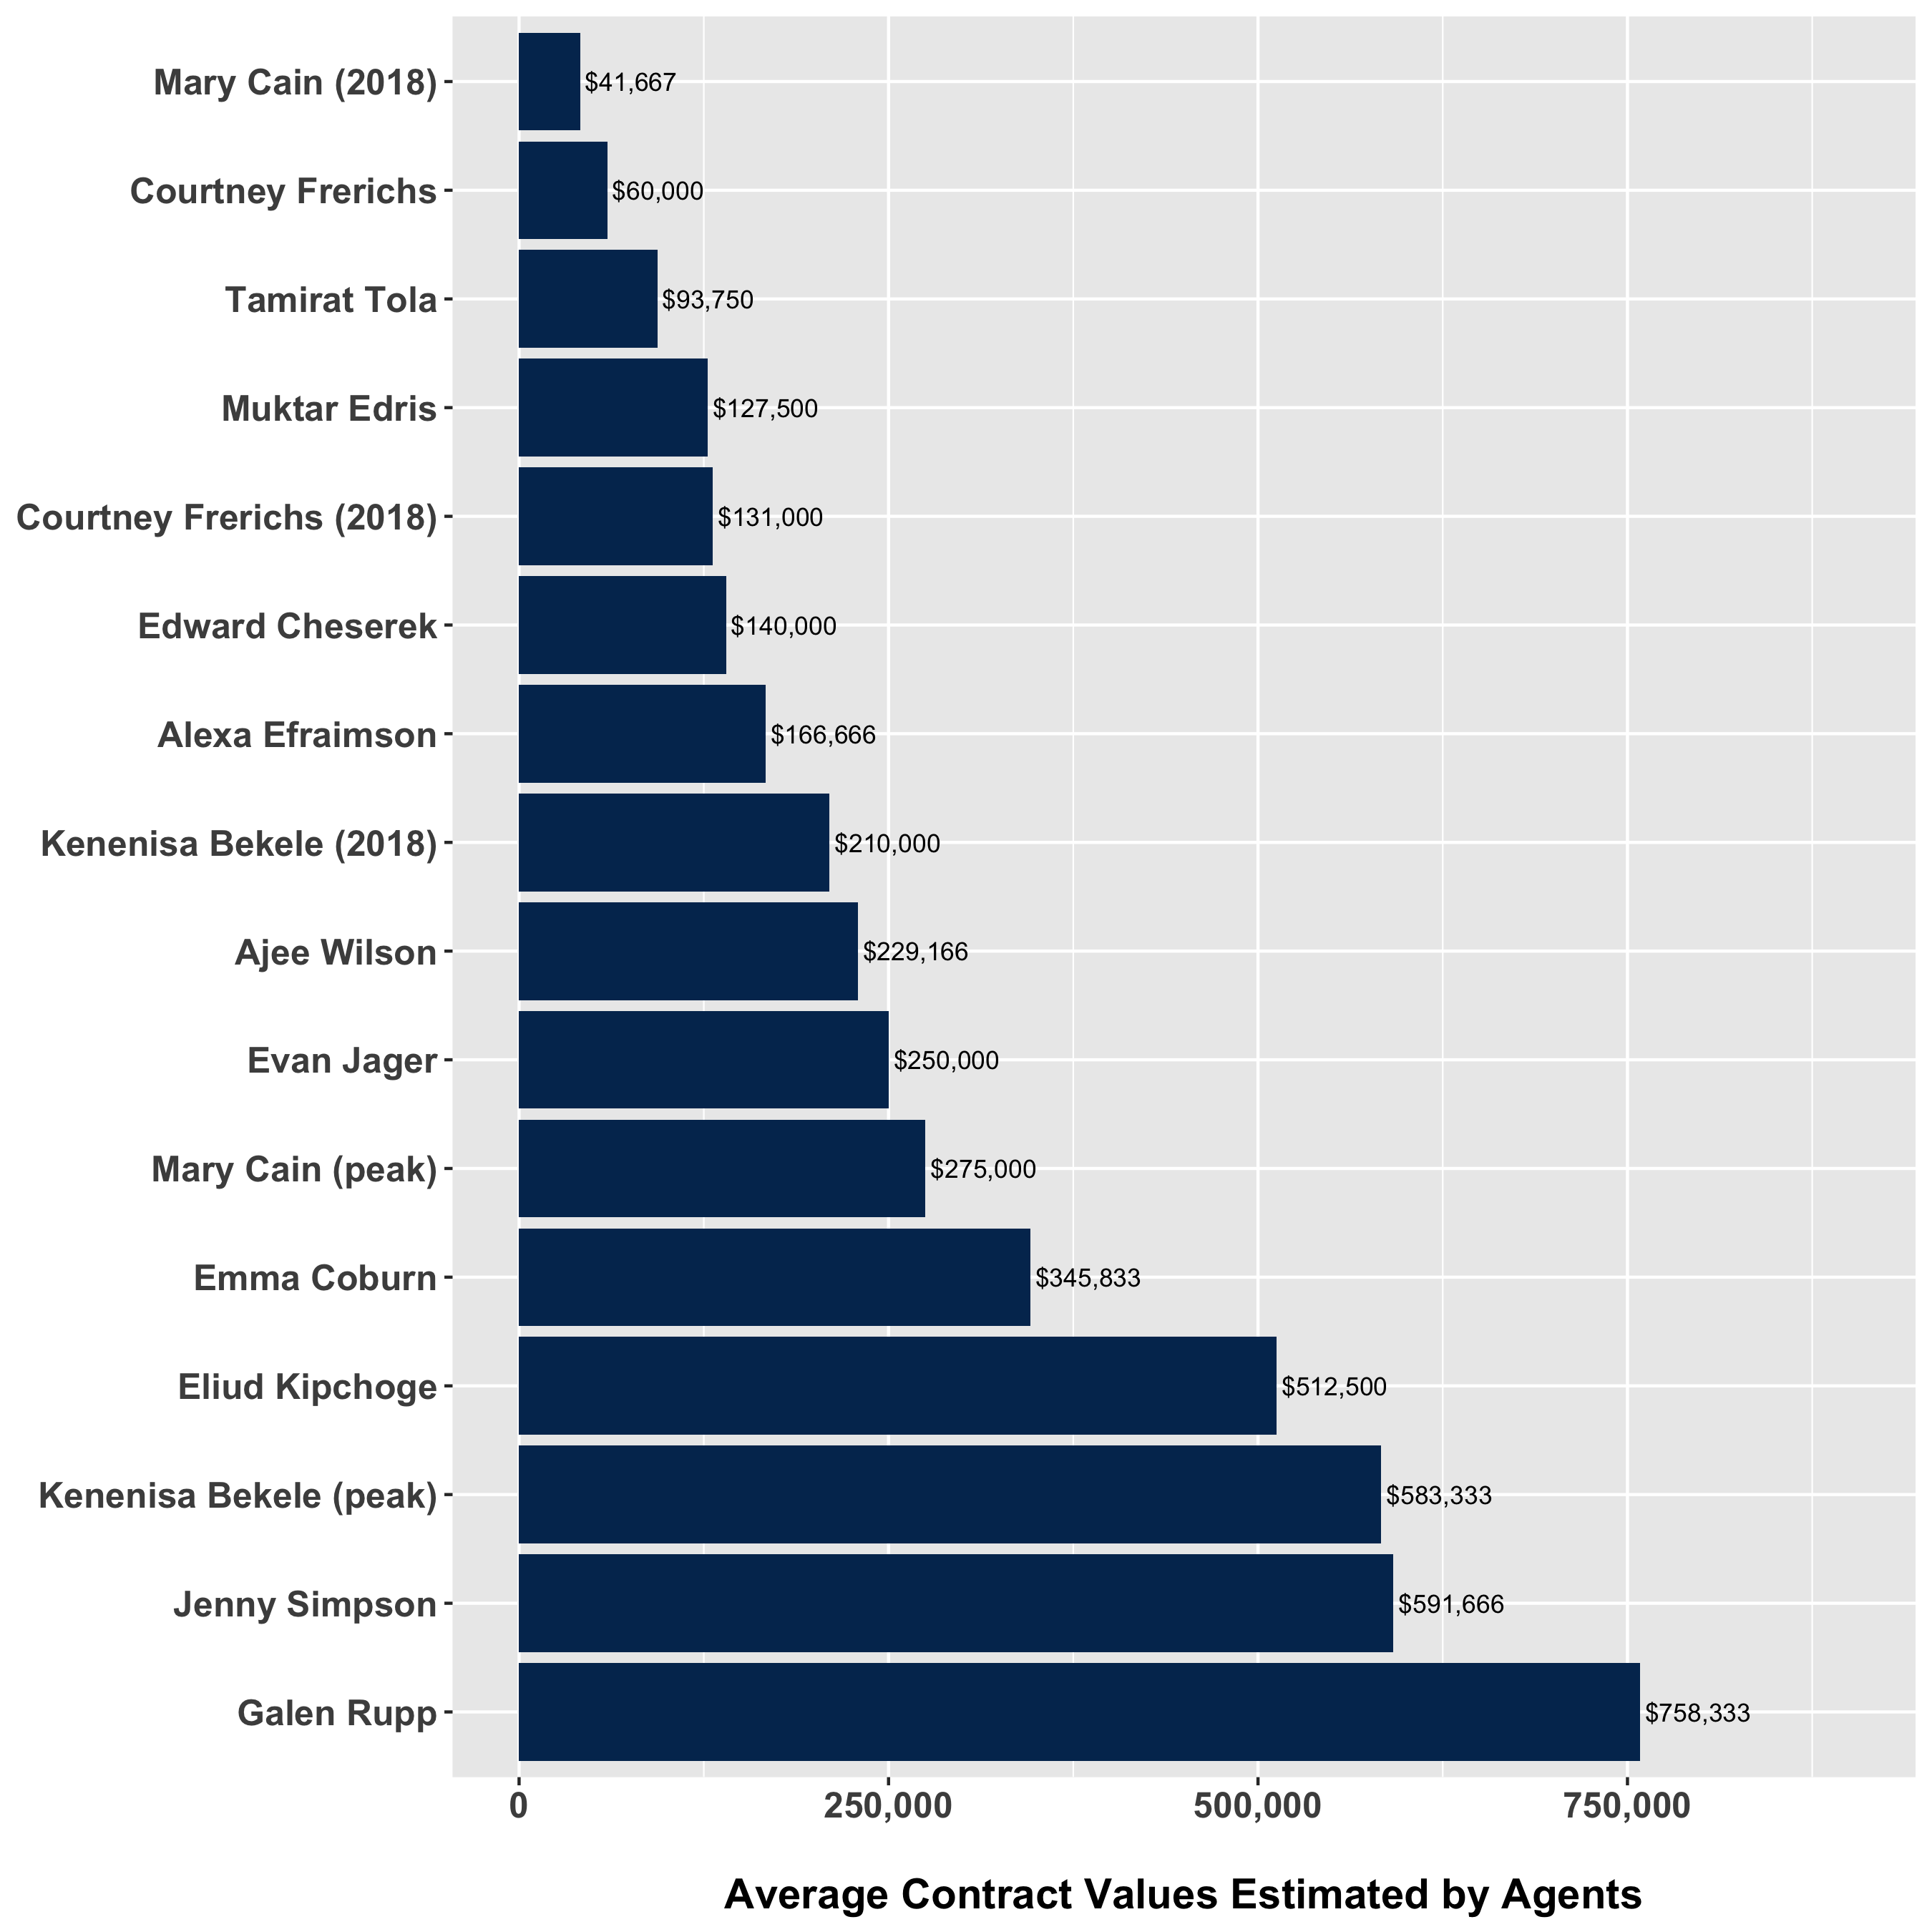 Mary Cain (2018) $41,667
Courtney Frerichs $60,000
Tamirat Tola $93,750
Muktar Edris $127,500
Courtney Frerichs (2018) $131,000
Edward Cheserek $140,000
Alexa Efraimson $166,666
Kenenisa Bekele (2018) $210,000
Ajee Wilson $229,166
Evan Jager $250,000
Mary Cain (peak) $275,000
Emma Coburn $345,833
Eliud Kipchoge $512,500
Kenenisa Bekele (peak) $583,333
Jenny Simpson $591,666
Galen Rupp $758,333
0 250,000 500,000 750,000
Average Contract Values Estimated by Agents